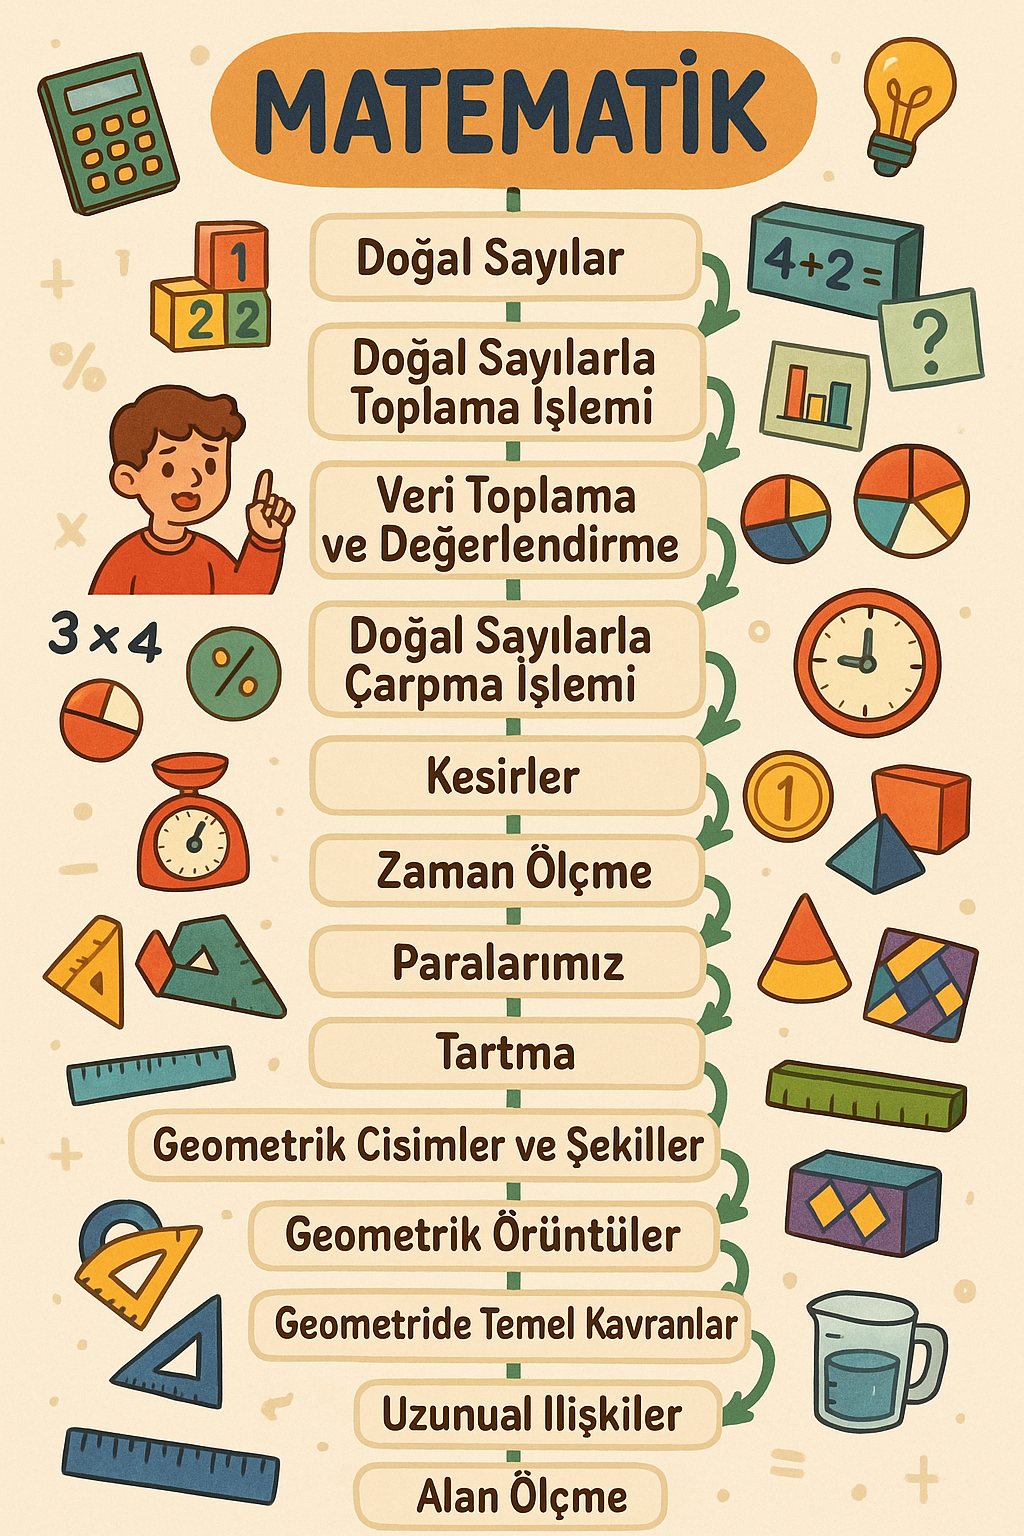 MATEMATİK
1
2 2
4+2=
?
Doğal Sayılar
Doğal Sayılarla
Toplama Işlemi
Veri Toplama
ve Değerlendirme
3×4
%
Doğal Sayılarla
Çarpma İşlemi
Kesirler
1
Zaman Ölçme
Paralarımız
Tartma
Geometrik Cisimler ve Şekiller
Geometrik Örüntüler
Geometride Temel Kavranlar
Uzunual Ilişkiler
Alan Ölçme